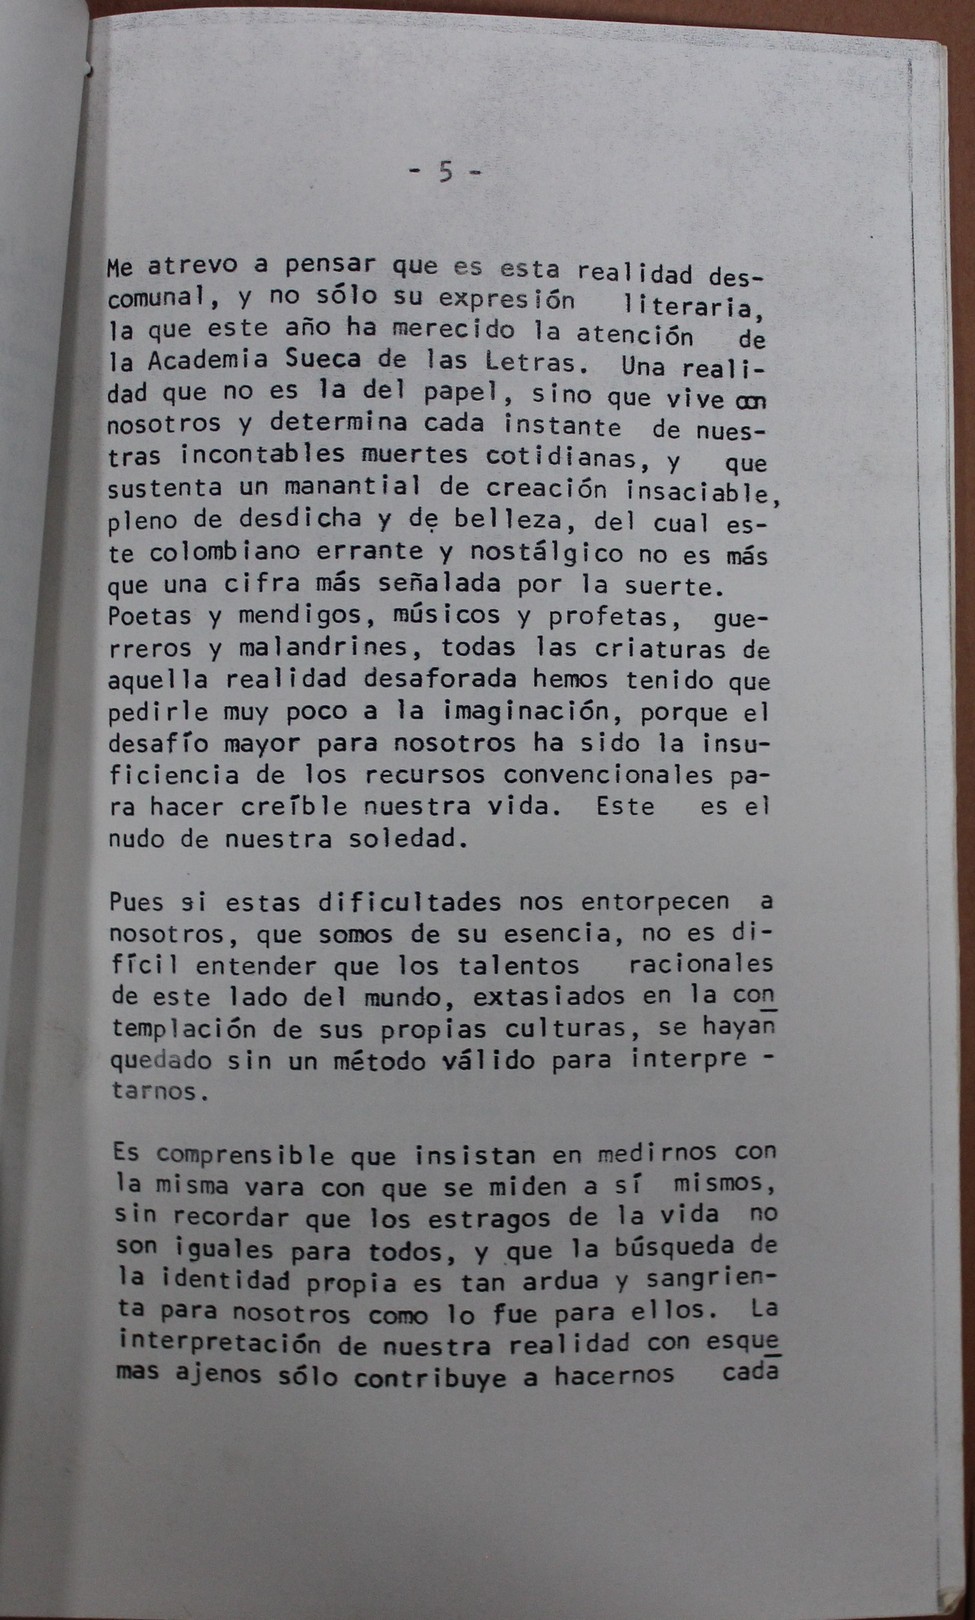 - 5 -
Me atrevo a pensar que es esta realidad des-
comunal, y no sólo su expresión literaria,
la que este año ha merecido la atención de
la Academia Sueca de las Letras. Una reali-
dad que no es la del papel, sino que vive con
nosotros y determina cada instante de nues-
tras incontables muertes cotidianas, y que
sustenta un manantial de creación insaciable,
pleno de desdicha y de belleza, del cual es-
te colombiano errante y nostálgico no es más
que una cifra más señalada por la suerte.
Poetas y mendigos, músicos y profetas, gue-
rreros y malandrines, todas las criaturas de
aquella realidad desaforada hemos tenido que
pedirle muy poco a la imaginación, porque el
desafío mayor para nosotros ha sido la insu-
ficiencia de los recursos convencionales pa-
ra hacer creíble nuestra vida. Este es el
nudo de nuestra soledad.
Pues si estas dificultades nos entorpecen a
nosotros, que somos de su esencia, no es di-
fícil entender que los talentos racionales
de este lado del mundo, extasiados en la con
templación de sus propias culturas, se hayan
quedado sin un método válido para interpre -
tarnos.
Es comprensible que insistan en medirnos con
la misma vara con que se miden a sí mismos,
sin recordar que los estragos de la vida no
son iguales para todos, y que la búsqueda de
la identidad propia es tan ardua y sangrien-
ta para nosotros como lo fue para ellos. La
interpretación de nuestra realidad con esque
mas ajenos sólo contribuye a hacernos cada